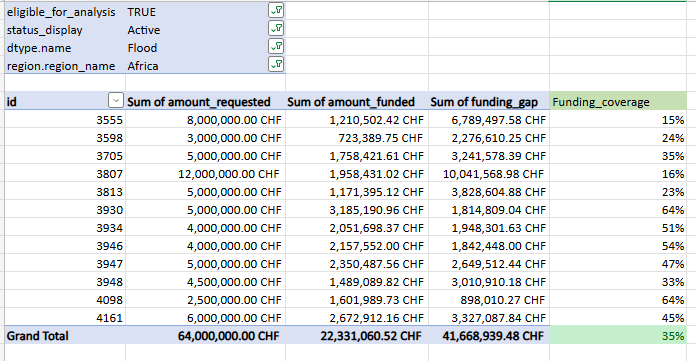 eligible_for_analysis TRUE
status_display Active
dtype.name Flood
region.region_name Africa
id Sum of amount_requested Sum of amount_funded Sum of funding_gap Funding_coverage
3555 8,000,000.00 CHF 1,210,502.42 CHF 6,789,497.58 CHF 15%
3598 3,000,000.00 CHF 723,389.75 CHF 2,276,610.25 CHF 24%
3705 5,000,000.00 CHF 1,758,421.61 CHF 3,241,578.39 CHF 35%
3807 12,000,000.00 CHF 1,958,431.02 CHF 10,041,568.98 CHF 16%
3813 5,000,000.00 CHF 1,171,395.12 CHF 3,828,604.88 CHF 23%
3930 5,000,000.00 CHF 3,185,190.96 CHF 1,814,809.04 CHF 64%
3934 4,000,000.00 CHF 2,051,698.37 CHF 1,948,301.63 CHF 51%
3946 4,000,000.00 CHF 2,157,552.00 CHF 1,842,448.00 CHF 54%
3947 5,000,000.00 CHF 2,350,487.56 CHF 2,649,512.44 CHF 47%
3948 4,500,000.00 CHF 1,489,089.82 CHF 3,010,910.18 CHF 33%
4098 2,500,000.00 CHF 1,601,989.73 CHF 898,010.27 CHF 64%
4161 6,000,000.00 CHF 2,672,912.16 CHF 3,327,087.84 CHF 45%
Grand Total 64,000,000.00 CHF 22,331,060.52 CHF 41,668,939.48 CHF 35%